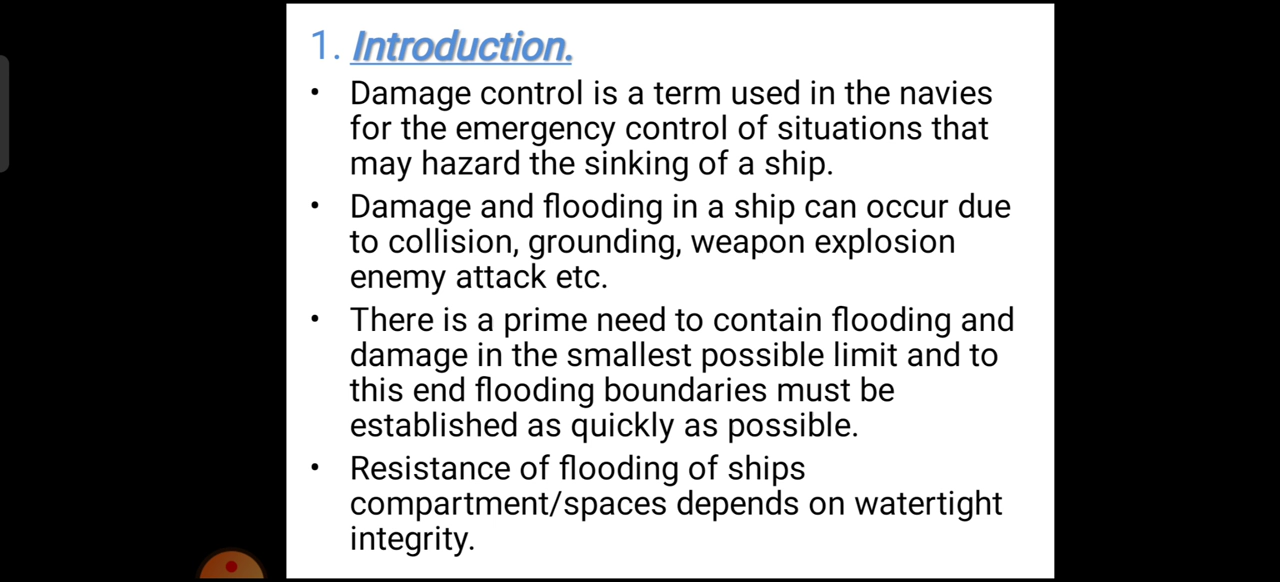 1. Introduction.
• Damage control is a term used in the navies
for the emergency control of situations that
may hazard the sinking of a ship.
• Damage and flooding in a ship can occur due
to collision, grounding, weapon explosion
enemy attack etc.
• There is a prime need to contain flooding and
damage in the smallest possible limit and to
this end flooding boundaries must be
established as quickly as possible.
• Resistance of flooding of ships
compartment/spaces depends on watertight
integrity.